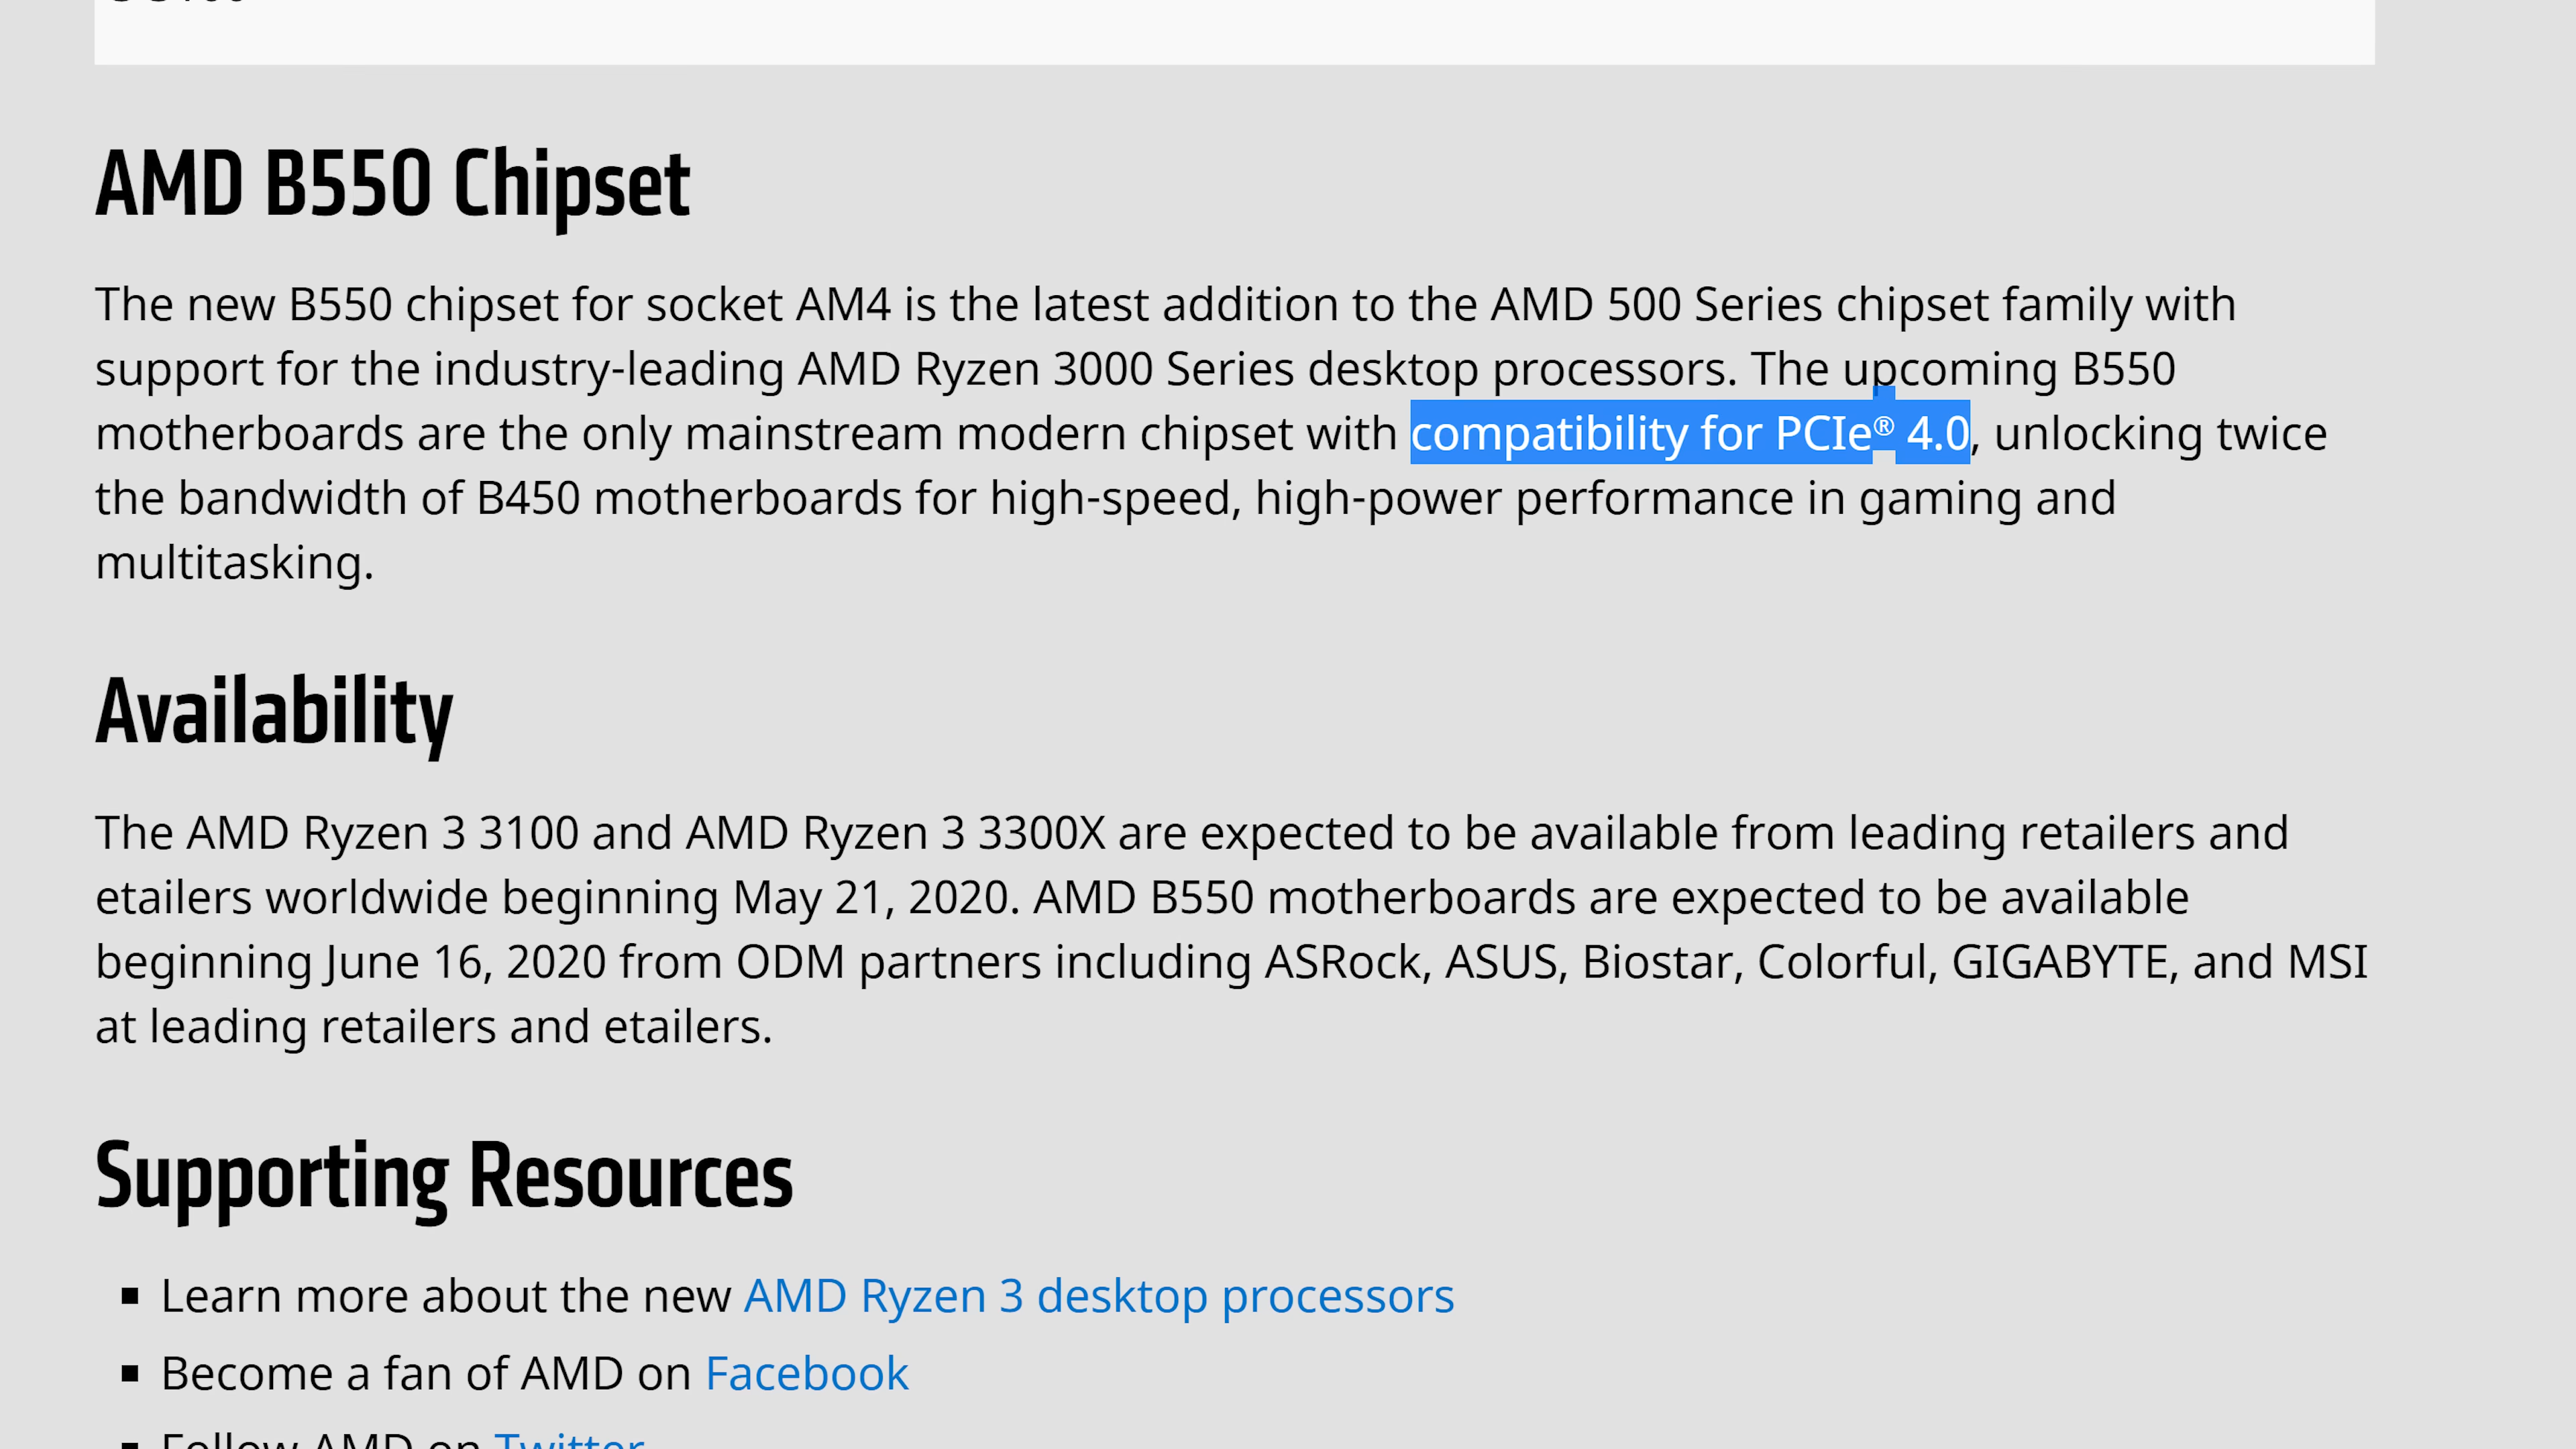 AMD B550 Chipset
The new B550 chipset for socket AM4 is the latest addition to the AMD 500 Series chipset family with
support for the industry-leading AMD Ryzen 3000 Series desktop processors. The upcoming B550
motherboards are the only mainstream modern chipset with compatibility for PCIe® 4.0, unlocking twice
the bandwidth of B450 motherboards for high-speed, high-power performance in gaming and
multitasking.
Availability
The AMD Ryzen 3 3100 and AMD Ryzen 3 3300X are expected to be available from leading retailers and
etailers worldwide beginning May 21, 2020. AMD B550 motherboards are expected to be available
beginning June 16, 2020 from ODM partners including ASRock, ASUS, Biostar, Colorful, GIGABYTE, and MSI
at leading retailers and etailers.
Supporting Resources
▪ Learn more about the new AMD Ryzen 3 desktop processors
▪ Become a fan of AMD on Facebook
▪ Follow AMD on Twitter